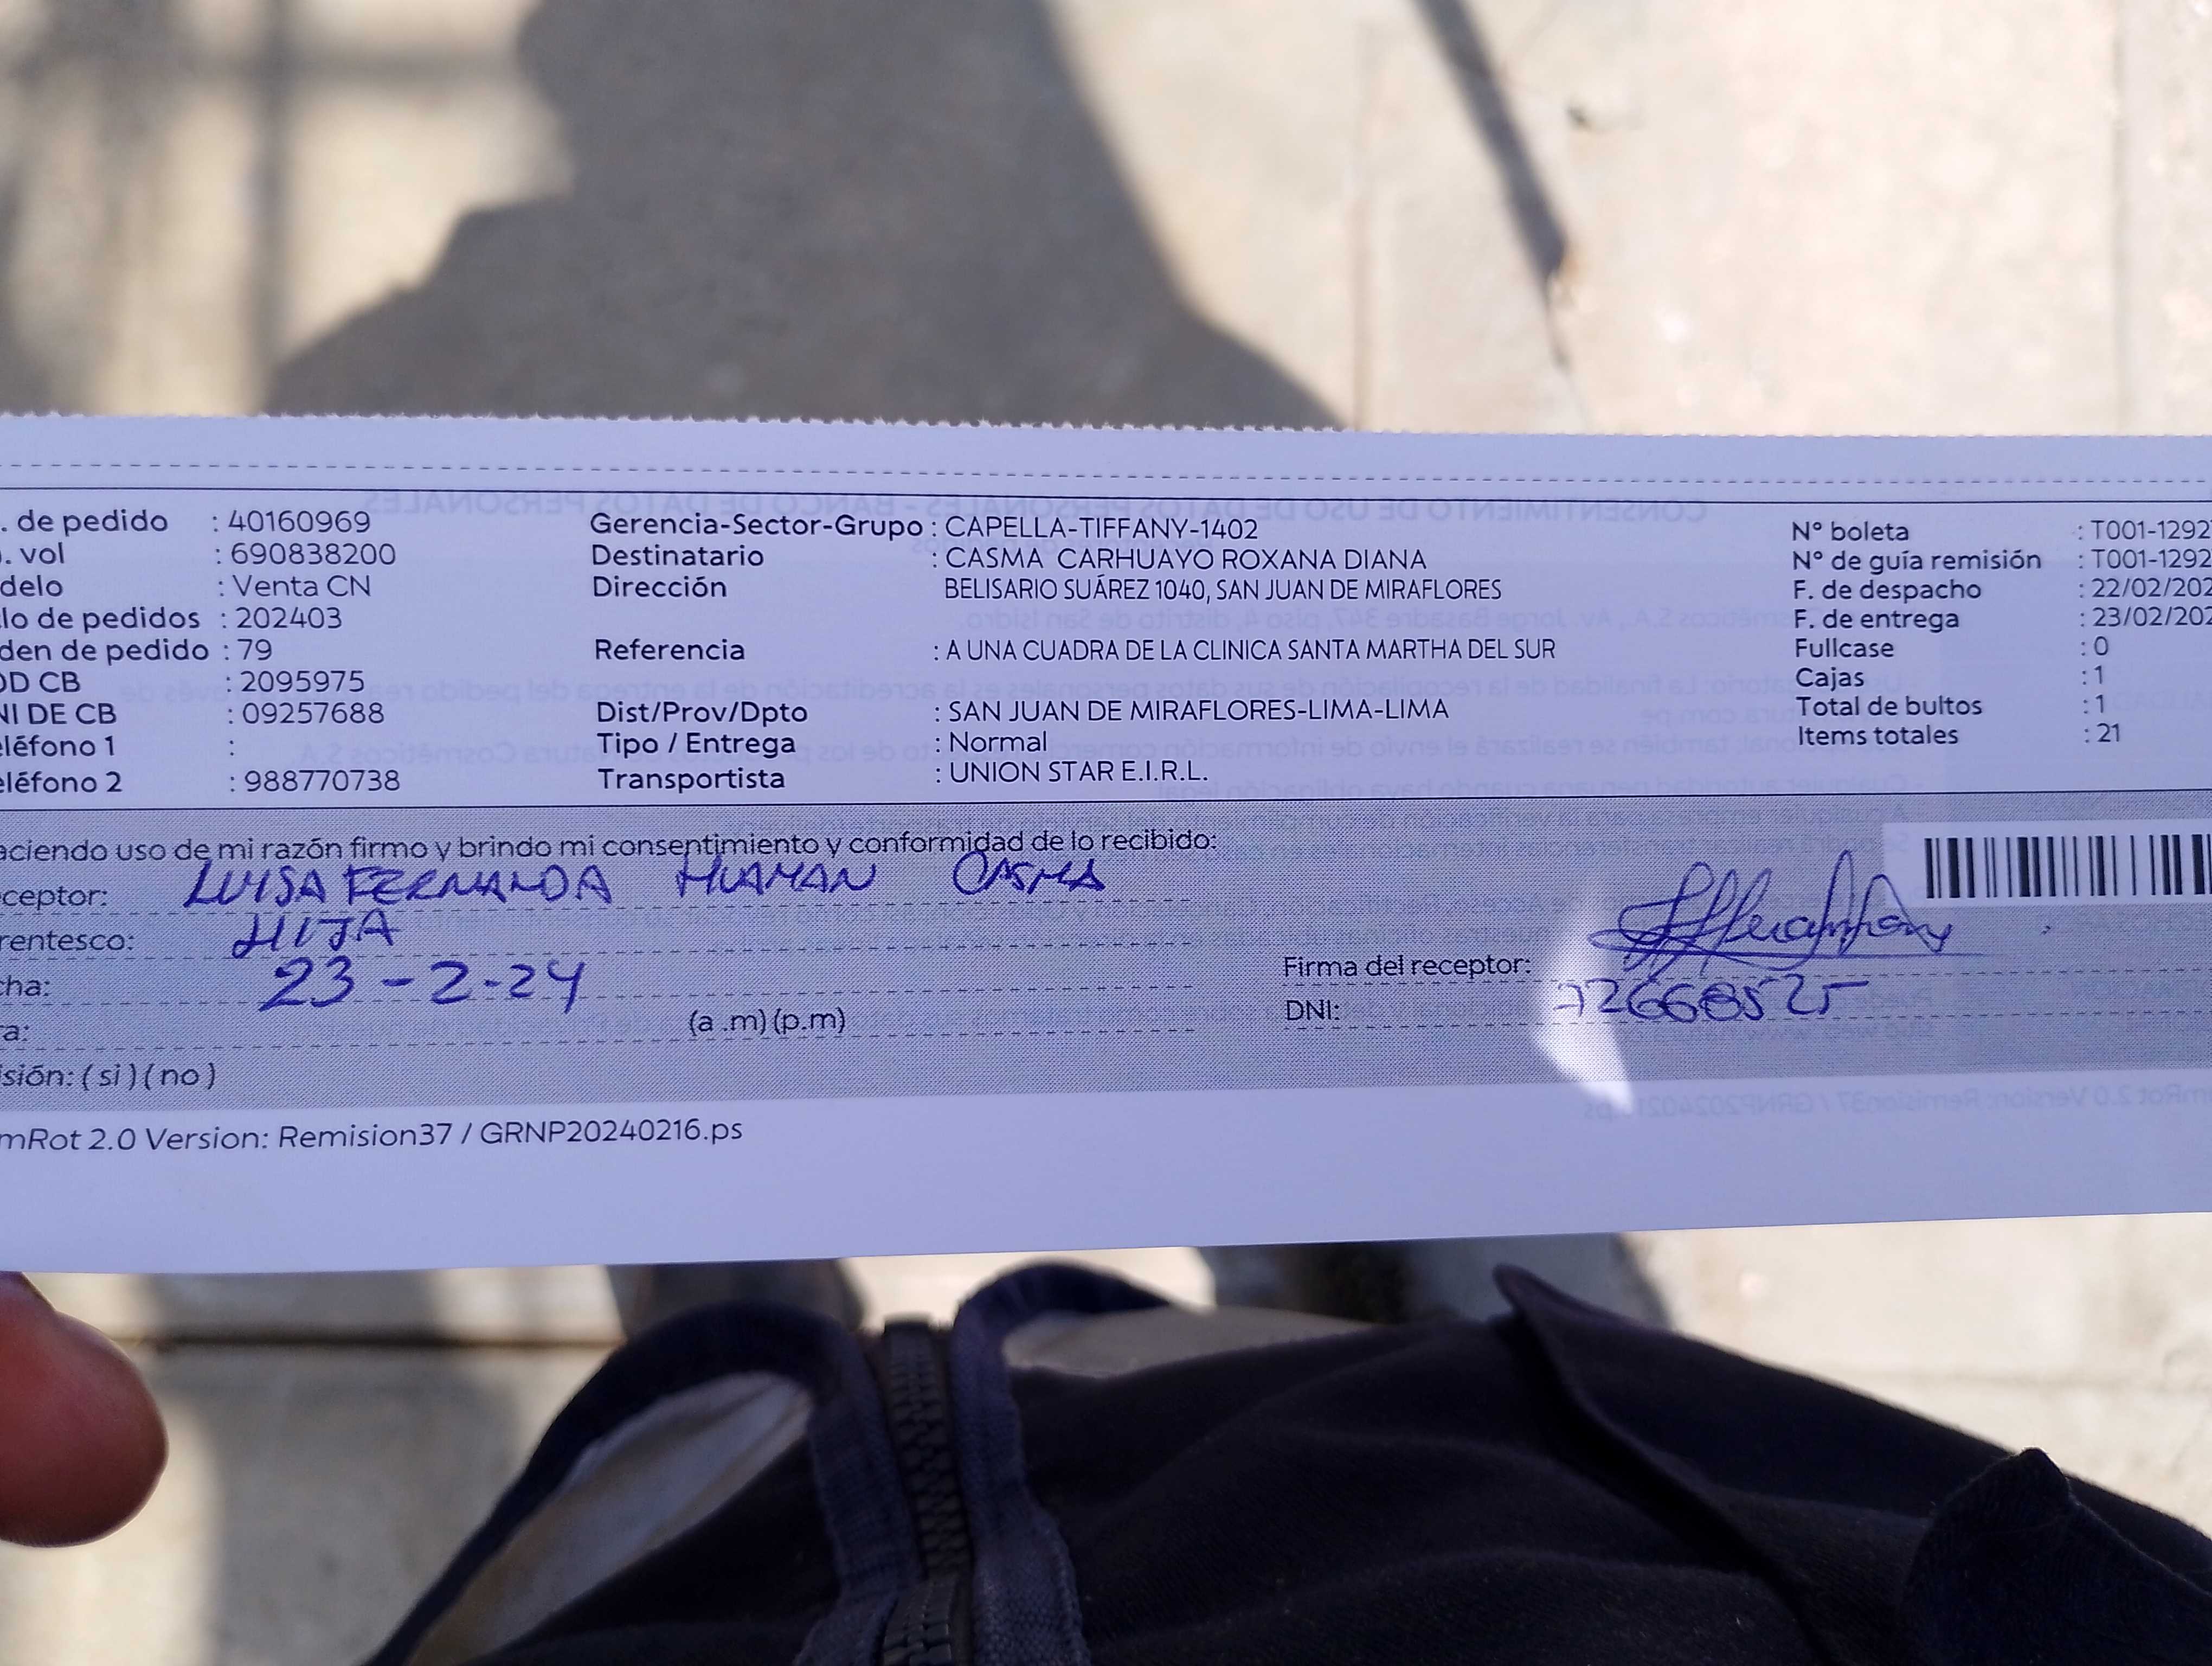 . de pedido : 40160969 Gerencia-Sector-Grupo : CAPELLA-TIFFANY-1402 N° boleta : T001-1292
. vol : 690838200 Destinatario : CASMA CARHUAYO ROXANA DIANA N° de guía remisión : T001-1292
delo : Venta CN Dirección BELISARIO SUÁREZ 1040, SAN JUAN DE MIRAFLORES F. de despacho : 22/02/202
lo de pedidos : 202403 F. de entrega : 23/02/202
den de pedido : 79 Referencia : A UNA CUADRA DE LA CLINICA SANTA MARTHA DEL SUR Fullcase : 0
OD CB : 2095975 Cajas : 1
NI DE CB : 09257688 Dist/Prov/Dpto : SAN JUAN DE MIRAFLORES-LIMA-LIMA Total de bultos : 1
eléfono 1 : Tipo / Entrega : Normal Items totales : 21
eléfono 2 : 988770738 Transportista : UNION STAR E.I.R.L.
aciendo uso de mi razón firmo y brindo mi consentimiento y conformidad de lo recibido:
ceptor: LUISA FERNANDA HUAMAN CASMA
rentesco: HIJA
cha: 23-2-24 Firma del receptor:
ra: (a .m) (p.m) DNI: 72668525
isión: ( si ) ( no )
mRot 2.0 Version: Remision37 / GRNP20240216.ps